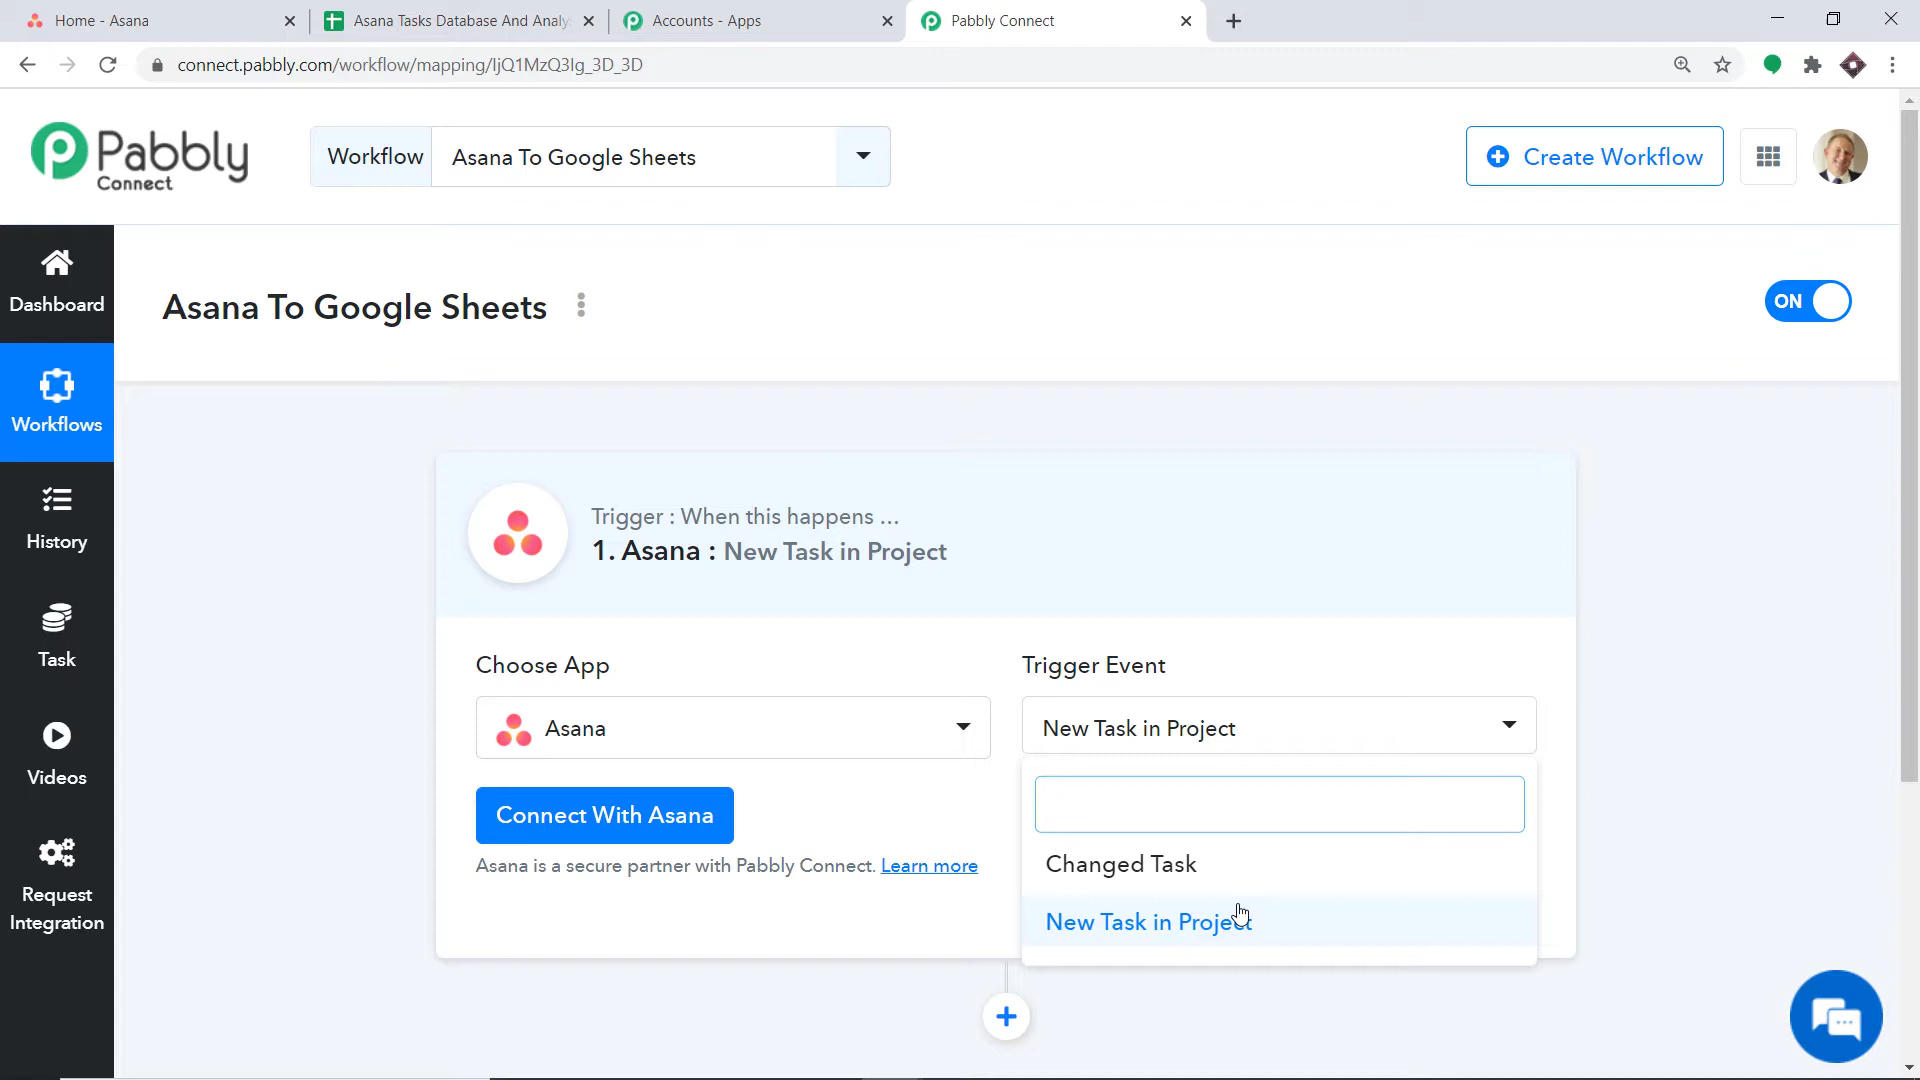 Home - Asana
Asana Tasks Database And Analy
Accounts - Apps
Pabbly Connect
connect.pabbly.com/workflow/mapping/IjQ1MzQ3Ig_3D_3D
Pabbly
Connect
Workflow
Asana To Google Sheets
Create Workflow
Asana To Google Sheets
ON
Dashboard
Workflows
History
Task
Videos
Request
Integration
Trigger : When this happens ...
1. Asana : New Task in Project
Choose App
Trigger Event
Asana
New Task in Project
Connect With Asana
Asana is a secure partner with Pabbly Connect. Learn more
Changed Task
New Task in Project